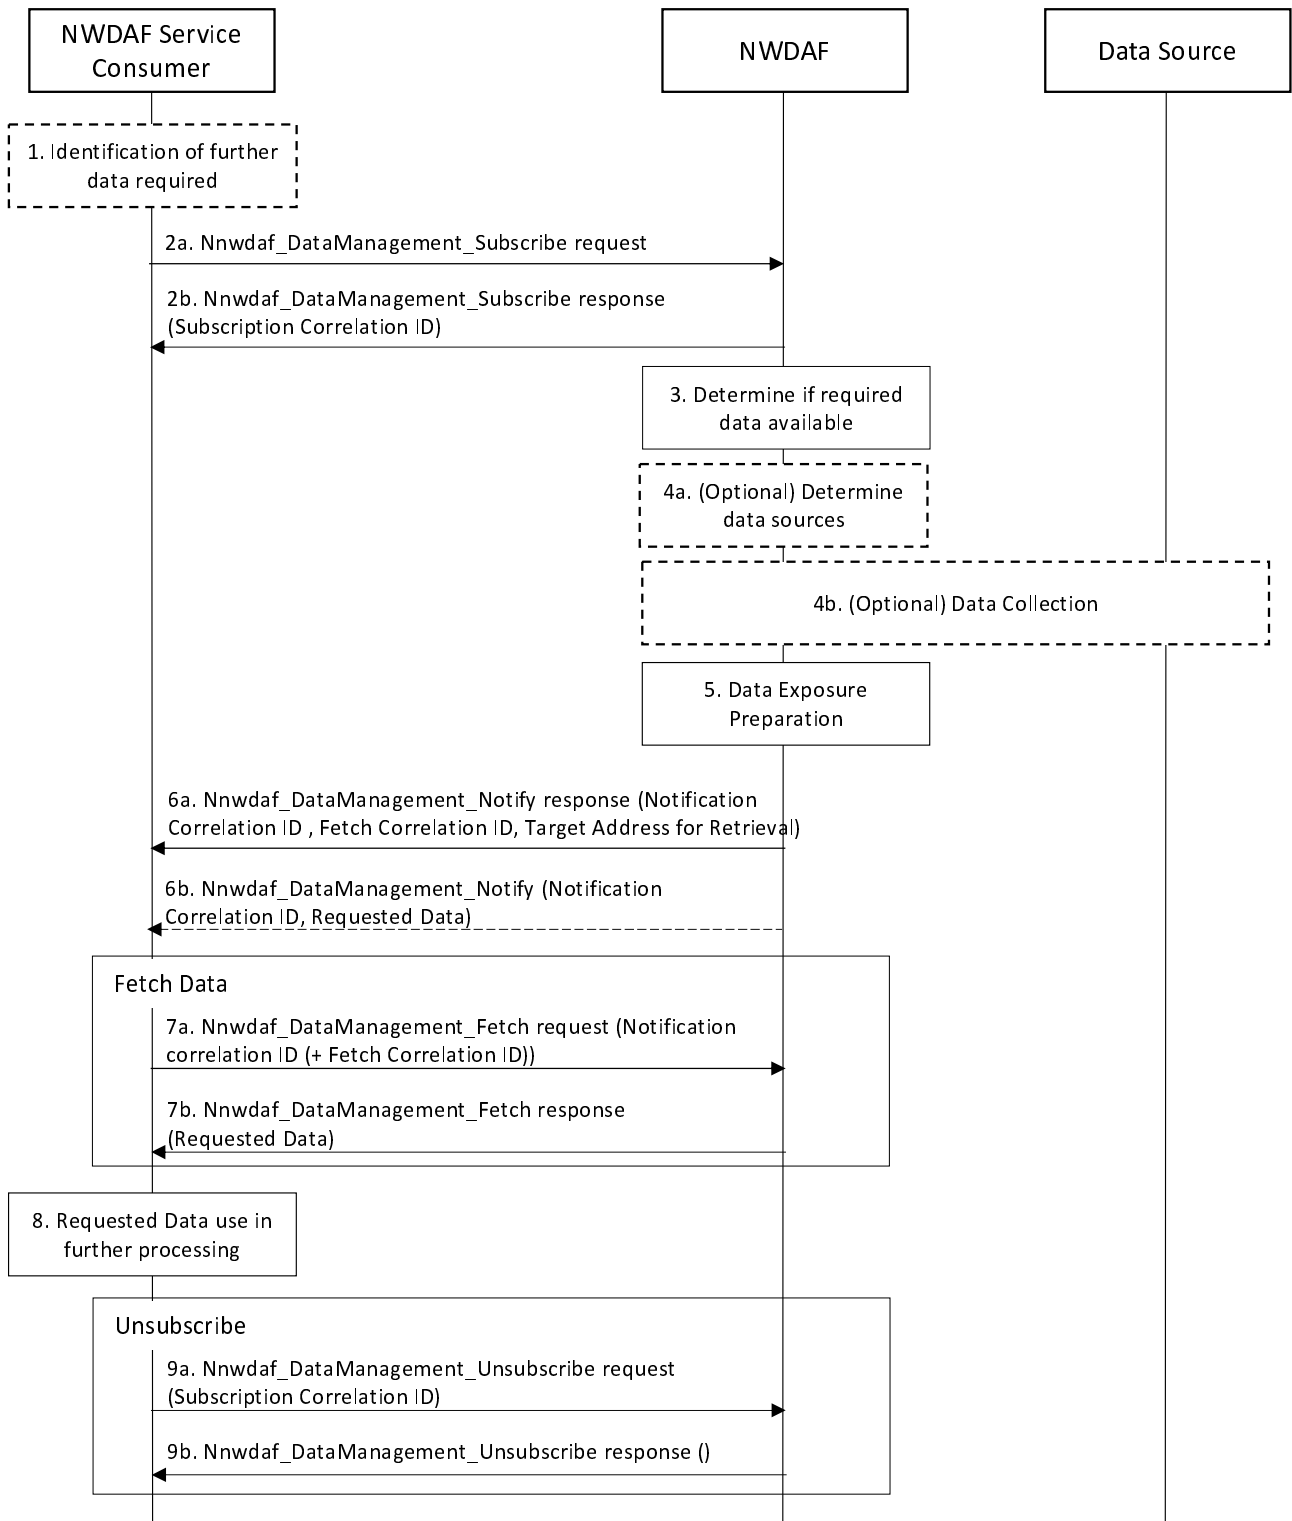 NWDAF Service
Consumer
NWDAF
Data Source
1. Identification of further
data required
2a. Nnwdaf_DataManagement_Subscribe request
2b. Nnwdaf_DataManagement_Subscribe response
(Subscription Correlation ID)
3. Determine if required
data available
4a. (Optional) Determine
data sources
4b. (Optional) Data Collection
5. Data Exposure
Preparation
6a. Nnwdaf_DataManagement_Notify response (Notification
Correlation ID , Fetch Correlation ID, Target Address for Retrieval)
6b. Nnwdaf_DataManagement_Notify (Notification
Correlation ID, Requested Data)
Fetch Data
7a. Nnwdaf_DataManagement_Fetch request (Notification
correlation ID (+ Fetch Correlation ID))
7b. Nnwdaf_DataManagement_Fetch response
(Requested Data)
8. Requested Data use in
further processing
Unsubscribe
9a. Nnwdaf_DataManagement_Unsubscribe request
(Subscription Correlation ID)
9b. Nnwdaf_DataManagement_Unsubscribe response ()